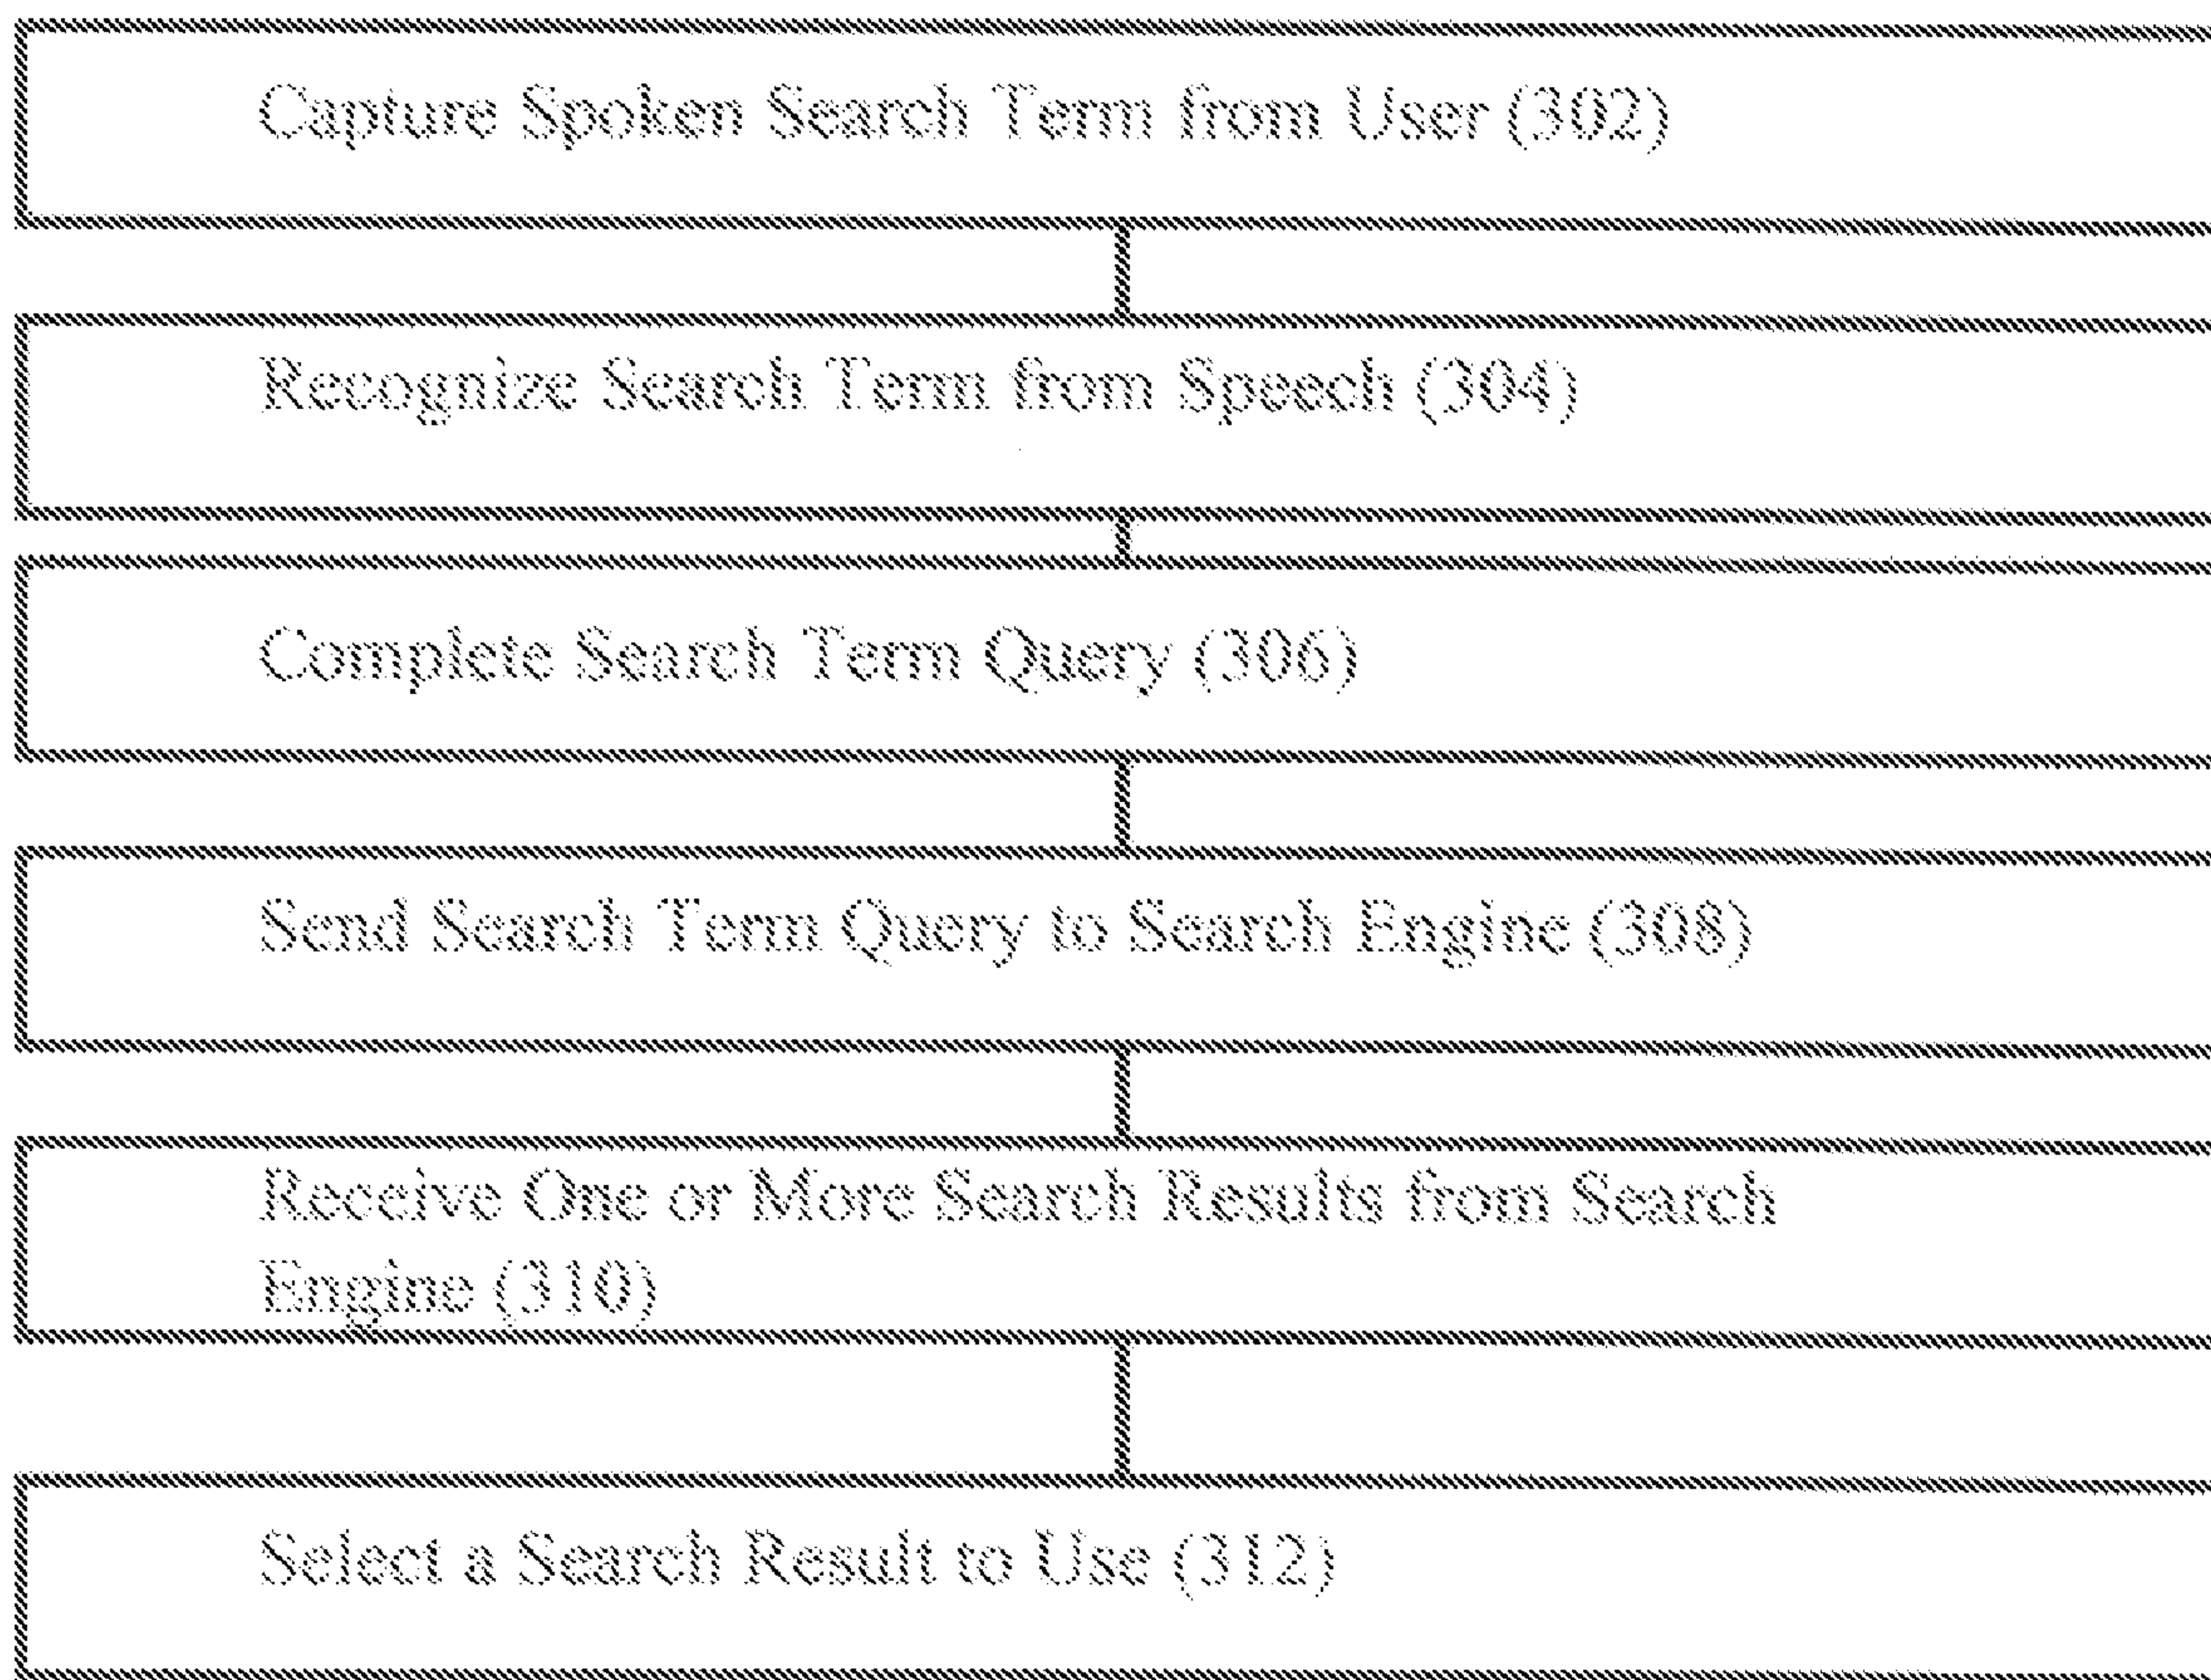 Capture Spoken Search Term from User (302)
Recognize Search Term from Speech (304)
Complete Search Term Query (306)
Send Search Term Query to Search Engine (308)
Receive One or More Search Results from Search
Engine (310)
Select a Search Result to Use (312)